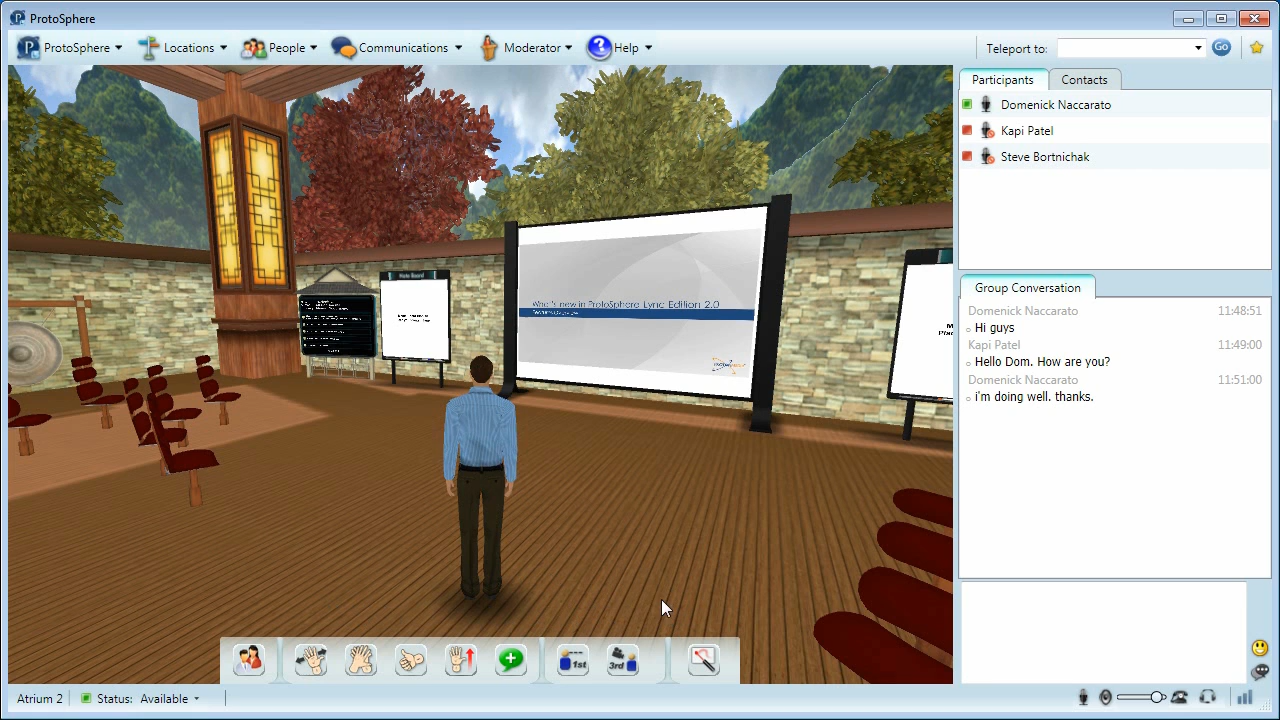 ProtoSphere
ProtoSphere
Locations
People
Communications
Moderator
Help
Teleport to:
Go
Participants
Contacts
Domenick Naccarato
Kapi Patel
Steve Bortnichak
What's new in ProtoSphere Lync Edition 2.0
Group Conversation
Domenick Naccarato 11:48:51
Hi guys
Kapi Patel 11:49:00
Hello Dom. How are you?
Domenick Naccarato 11:51:00
i'm doing well. thanks.
1st
3rd
Atrium 2
Status: Available